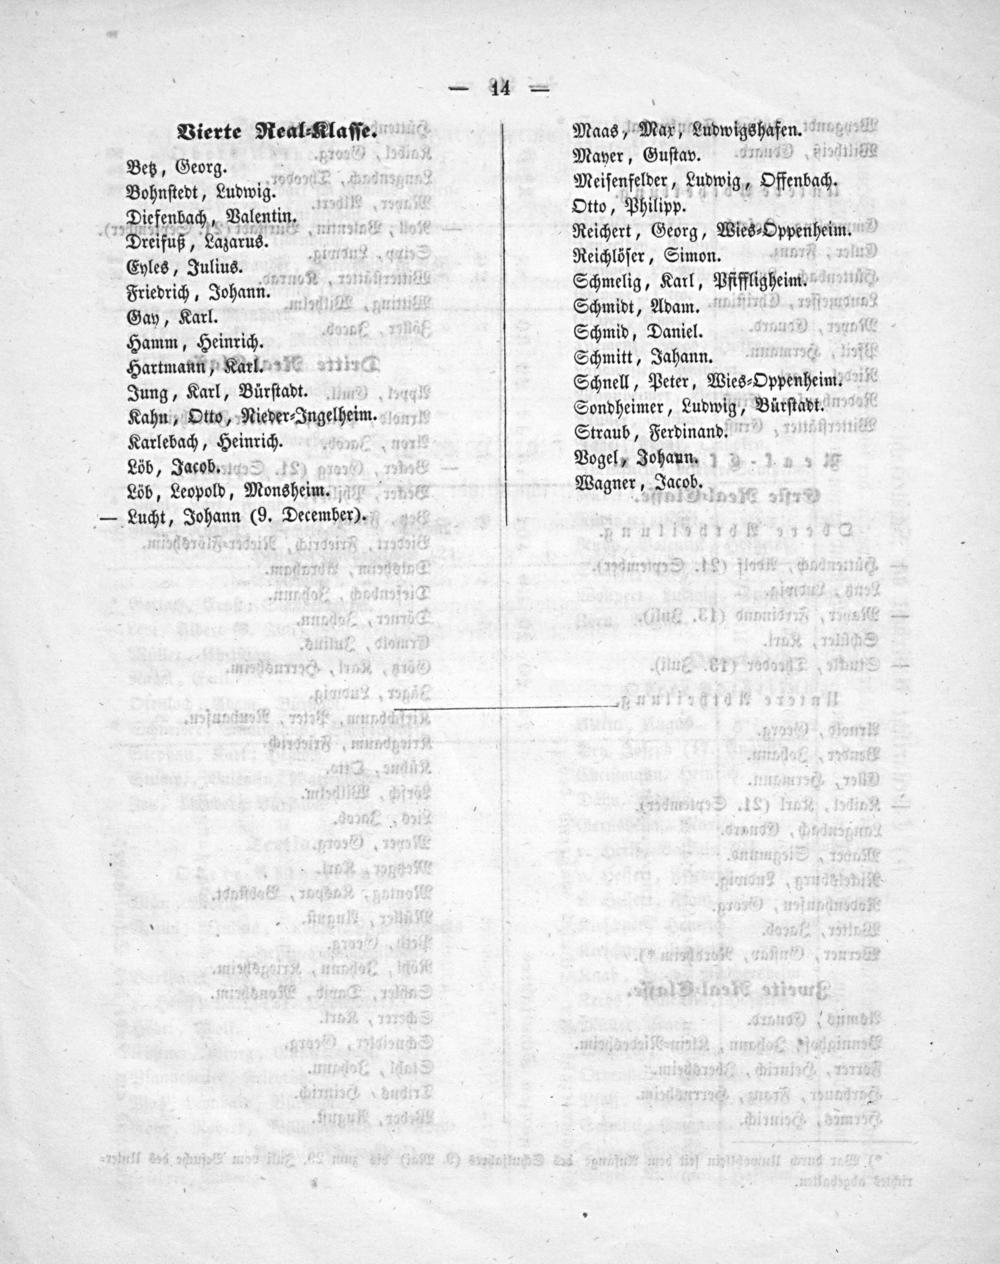 — 14 —
Vierte Real-Klasse.
Betz, Georg.
Bohnstedt, Ludwig.
Diefenbach, Valentin.
Dreifuß, Lazarus.
Eyles, Julius.
Friedrich, Johann.
Gay, Karl.
Hamm, Heinrich.
Hartmann, Karl.
Jung, Karl, Bürstadt.
Kahn, Otto, Nieder-Ingelheim.
Karlebach, Heinrich.
Löb, Jacob.
Löb, Leopold, Monsheim.
— Lucht, Johann (9. December).
Maas, Max, Ludwigshafen.
Mayer, Gustav.
Meisenfelder, Ludwig, Offenbach.
Otto, Philipp.
Reichert, Georg, Wies-Oppenheim.
Reichlöser, Simon.
Schmelig, Karl, Pfiffligheim.
Schmidt, Adam.
Schmid, Daniel.
Schmitt, Jahann.
Schnell, Peter, Wies-Oppenheim.
Sondheimer, Ludwig, Bürstadt.
Straub, Ferdinand.
Vogel, Johann.
Wagner, Jacob.